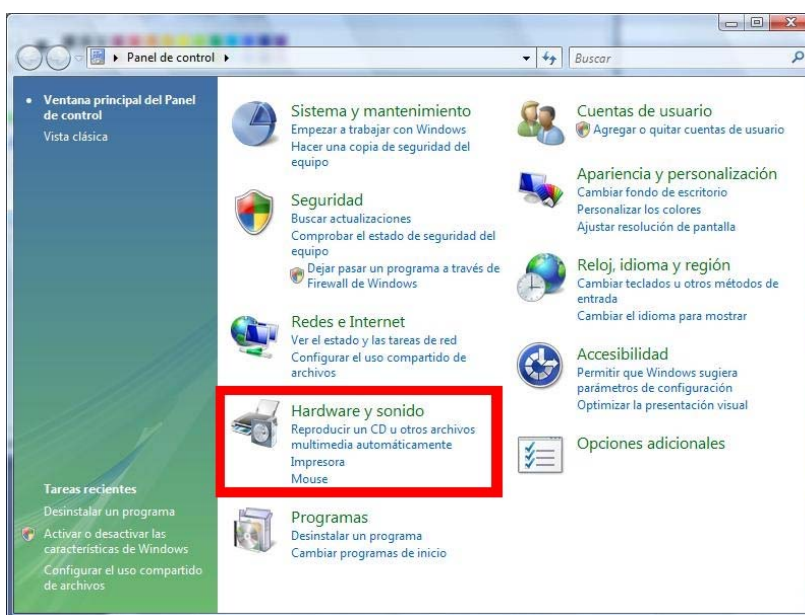 Panel de control
Buscar
Ventana principal del Panel
de control
Vista clásica
Tareas recientes
Desinstalar un programa
Activar o desactivar las
características de Windows
Configurar el uso compartido
de archivos
Sistema y mantenimiento
Empezar a trabajar con Windows
Hacer una copia de seguridad del
equipo
Seguridad
Buscar actualizaciones
Comprobar el estado de seguridad del
equipo
Dejar pasar un programa a través de
Firewall de Windows
Redes e Internet
Ver el estado y las tareas de red
Configurar el uso compartido de
archivos
Hardware y sonido
Reproducir un CD u otros archivos
multimedia automáticamente
Impresora
Mouse
Programas
Desinstalar un programa
Cambiar programas de inicio
Cuentas de usuario
Agregar o quitar cuentas de usuario
Apariencia y personalización
Cambiar fondo de escritorio
Personalizar los colores
Ajustar resolución de pantalla
Reloj, idioma y región
Cambiar teclados u otros métodos de
entrada
Cambiar el idioma para mostrar
Accesibilidad
Permitir que Windows sugiera
parámetros de configuración
Optimizar la presentación visual
Opciones adicionales